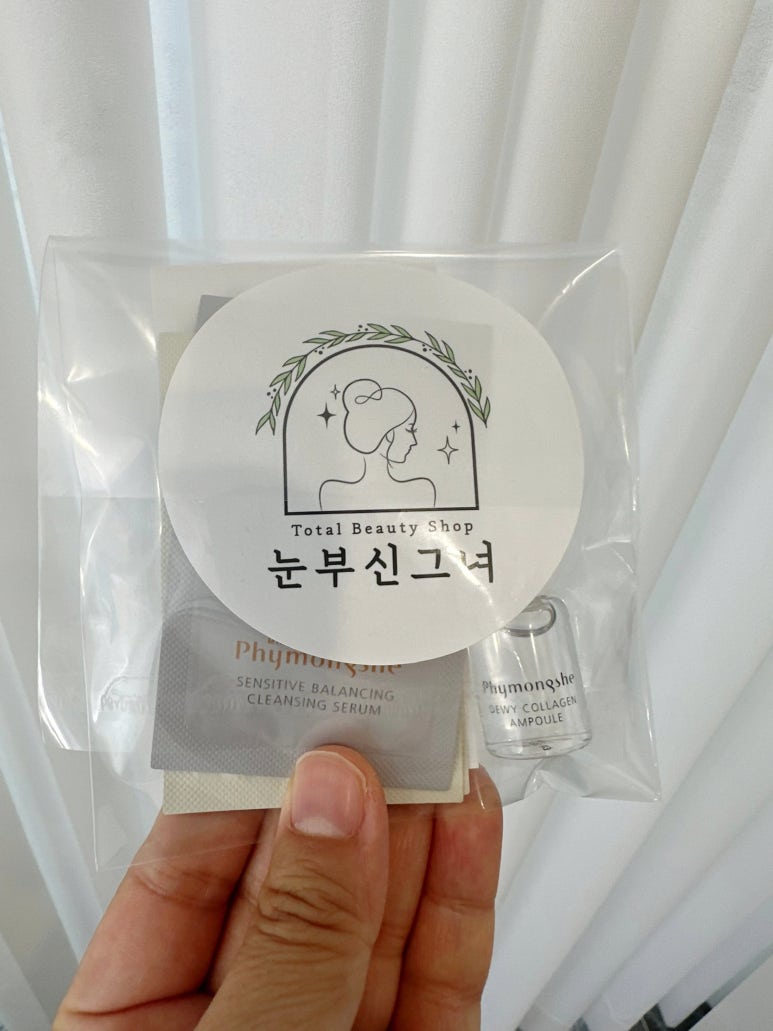 Total Beauty Shop
눈부신그녀
Phymongshe
SENSITIVE BALANCING
CLEANSING SERUM
Phymongshe
DEWY COLLAGEN
AMPOULE